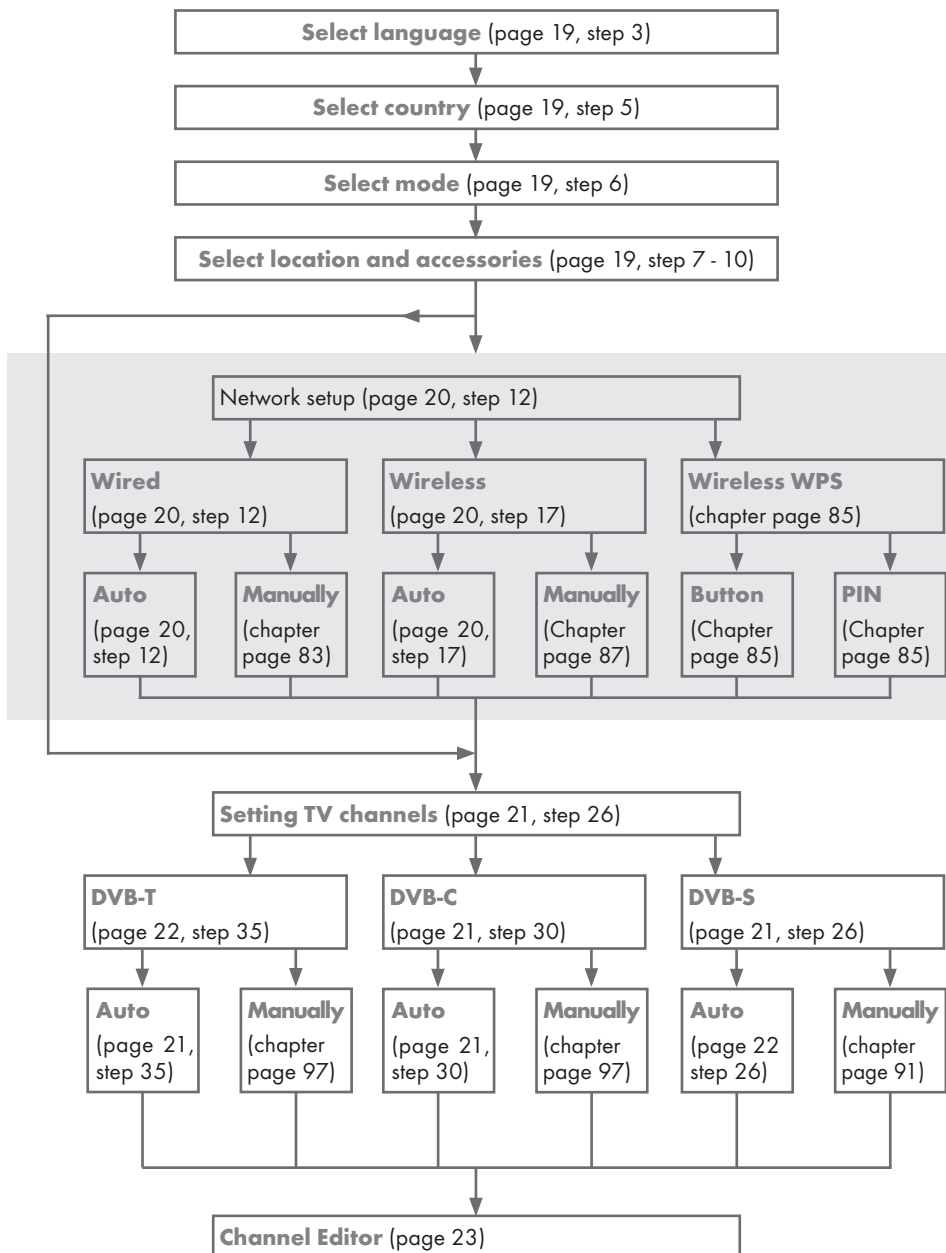 Select language (page 19, step 3)
Select country (page 19, step 5)
Select mode (page 19, step 6)
Select location and accessories (page 19, step 7 - 10)
Network setup (page 20, step 12)
Wired
(page 20, step 12)
Wireless
(page 20, step 17)
Wireless WPS
(chapter page 85)
Auto
(page 20,
step 12)
Manually
(chapter
page 83)
Auto
(page 20,
step 17)
Manually
(Chapter
page 87)
Button
(Chapter
page 85)
PIN
(Chapter
page 85)
Setting TV channels (page 21, step 26)
DVB-T
(page 22, step 35)
DVB-C
(page 21, step 30)
DVB-S
(page 21, step 26)
Auto
(page 21,
step 35)
Manually
(chapter
page 97)
Auto
(page 21,
step 30)
Manually
(chapter
page 97)
Auto
(page 22
step 26)
Manually
(chapter
page 91)
Channel Editor (page 23)